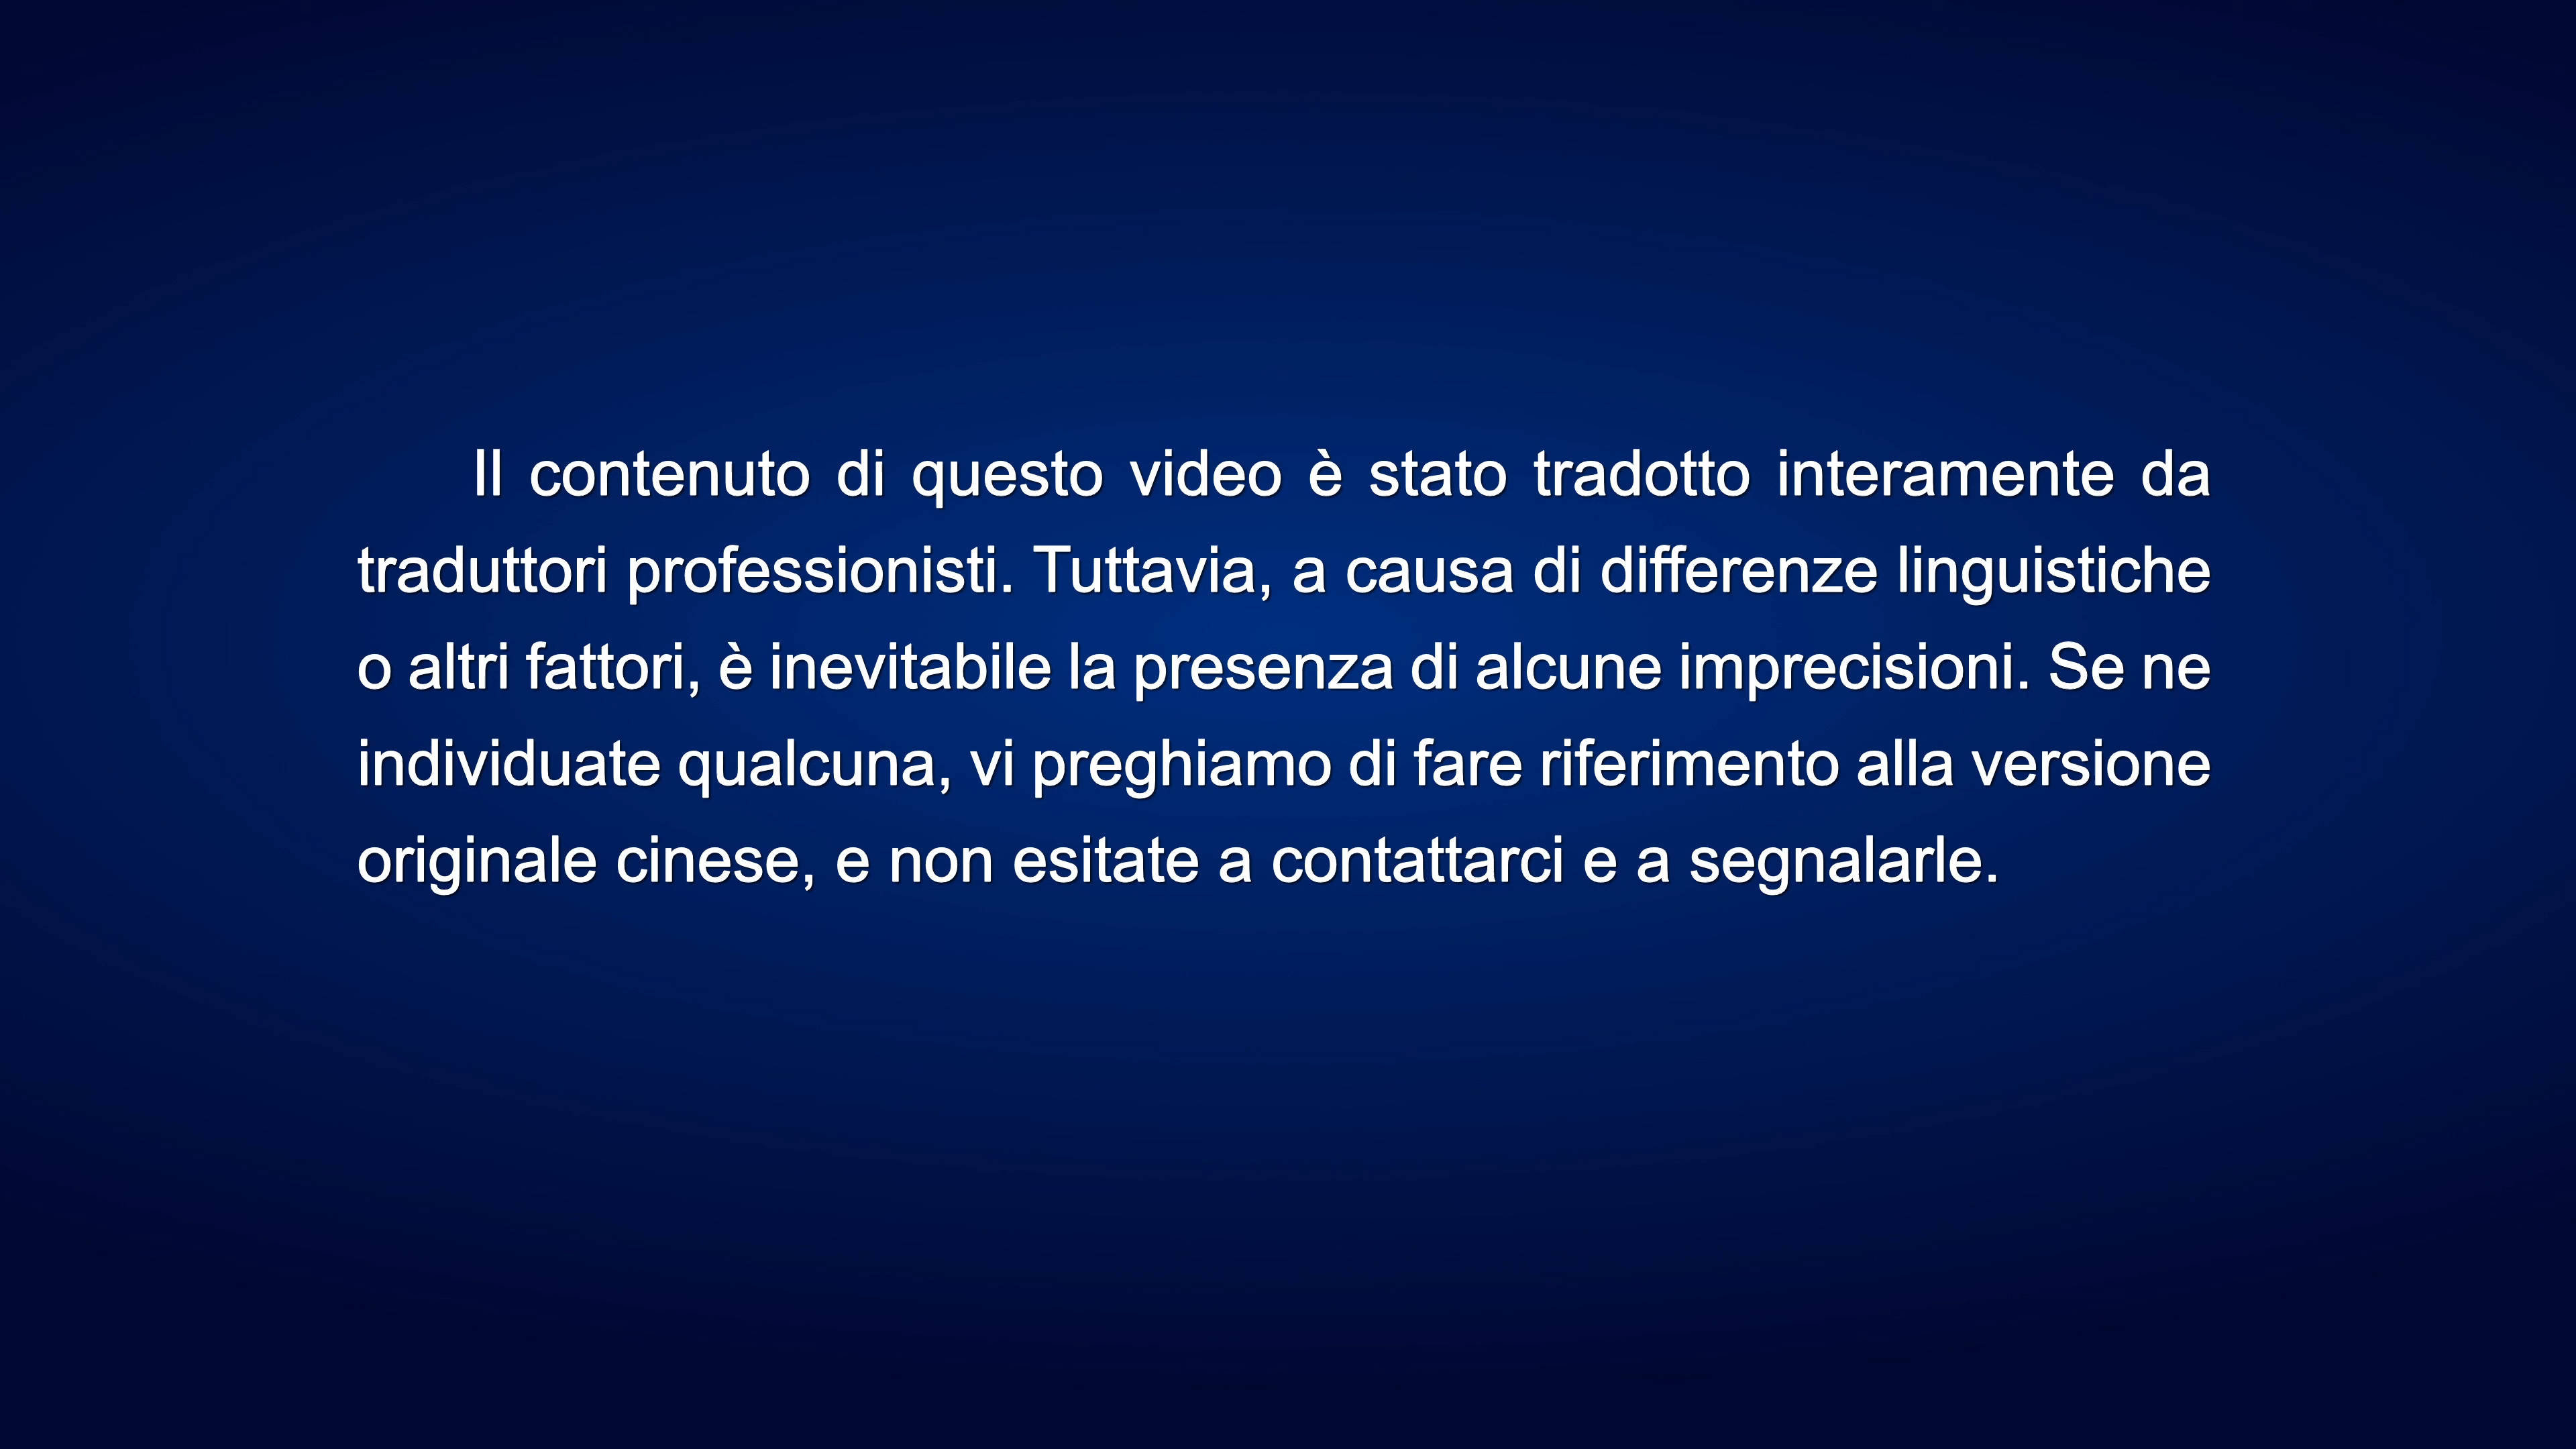 Il contenuto di questo video è stato tradotto interamente da
traduttori professionisti. Tuttavia, a causa di differenze linguistiche
o altri fattori, è inevitabile la presenza di alcune imprecisioni. Se ne
individuate qualcuna, vi preghiamo di fare riferimento alla versione
originale cinese, e non esitate a contattarci e a segnalarle.